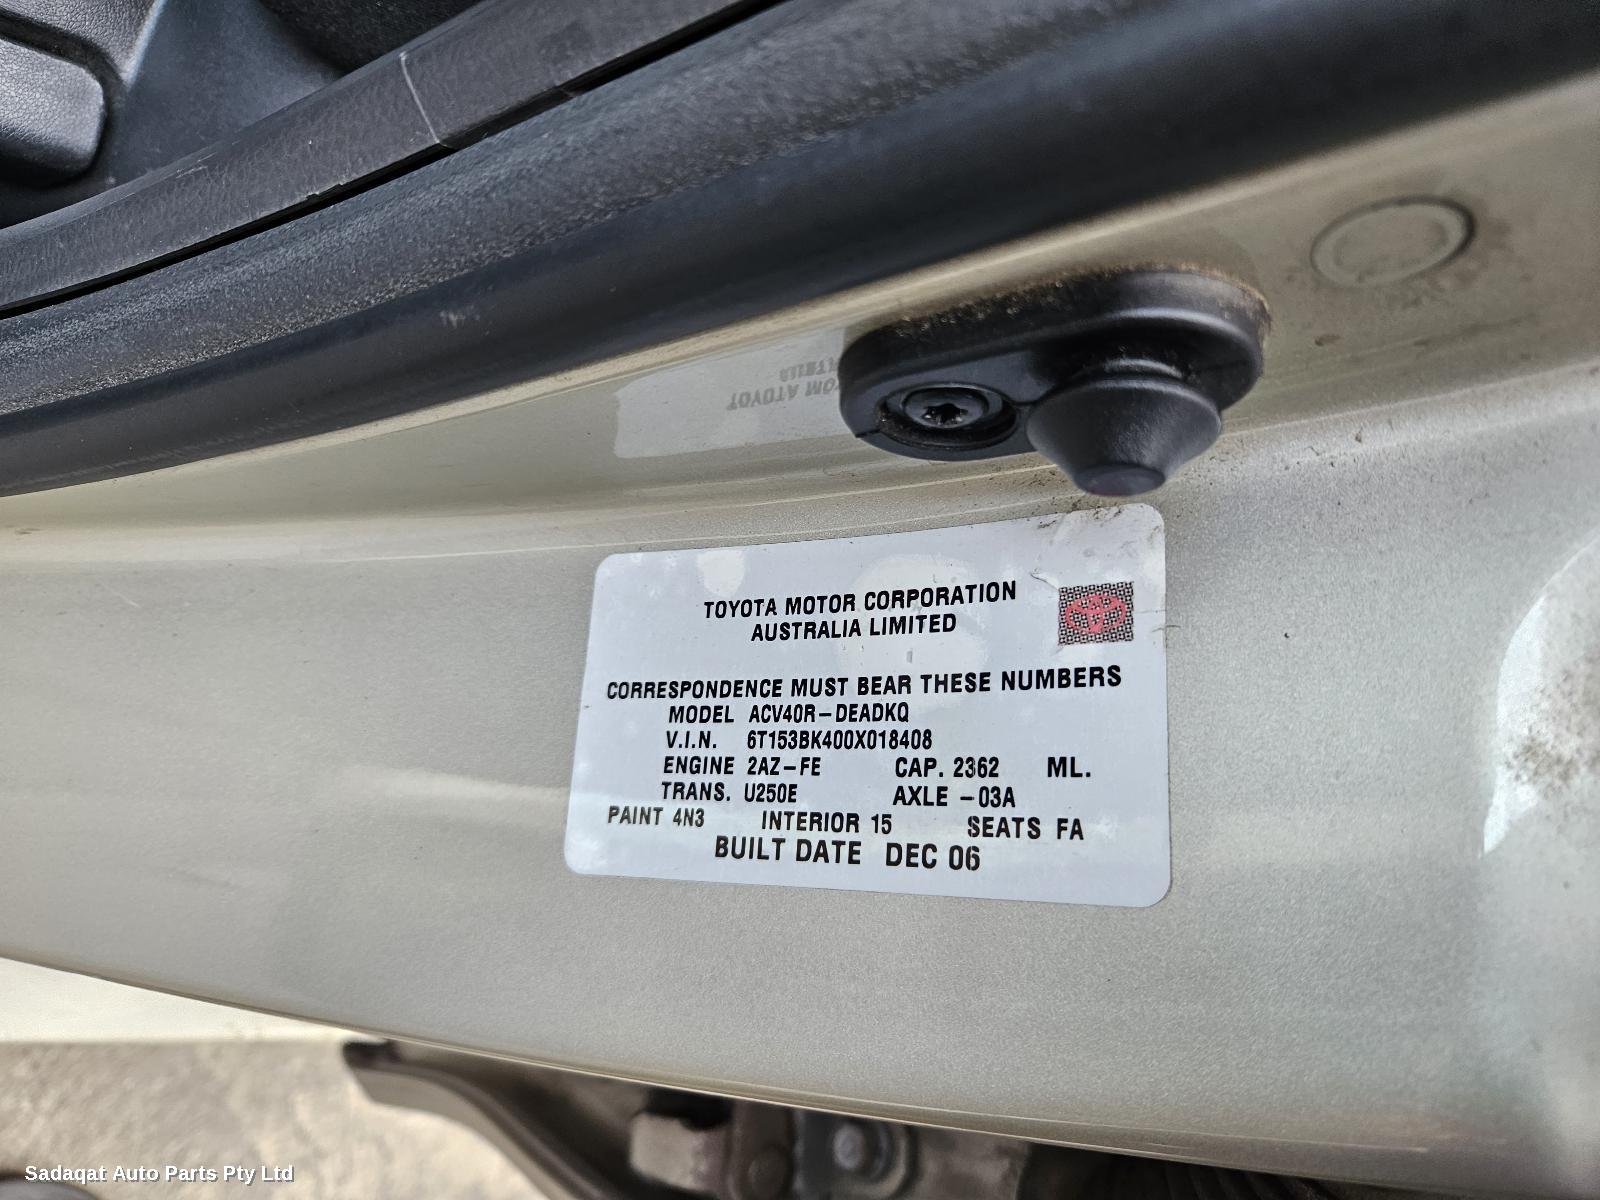 TOYOTA MOTOR CORPORATION
AUSTRALIA LIMITED
CORRESPONDENCE MUST BEAR THESE NUMBERS
MODEL ACV40R-DEADKQ
V.I.N. 6T153BK400X018408
ENGINE 2AZ-FE CAP. 2362 ML.
TRANS. U250E AXLE -03A
PAINT 4N3 INTERIOR 15 SEATS FA
BUILT DATE DEC 06
Sadaqat Auto Parts Pty Ltd